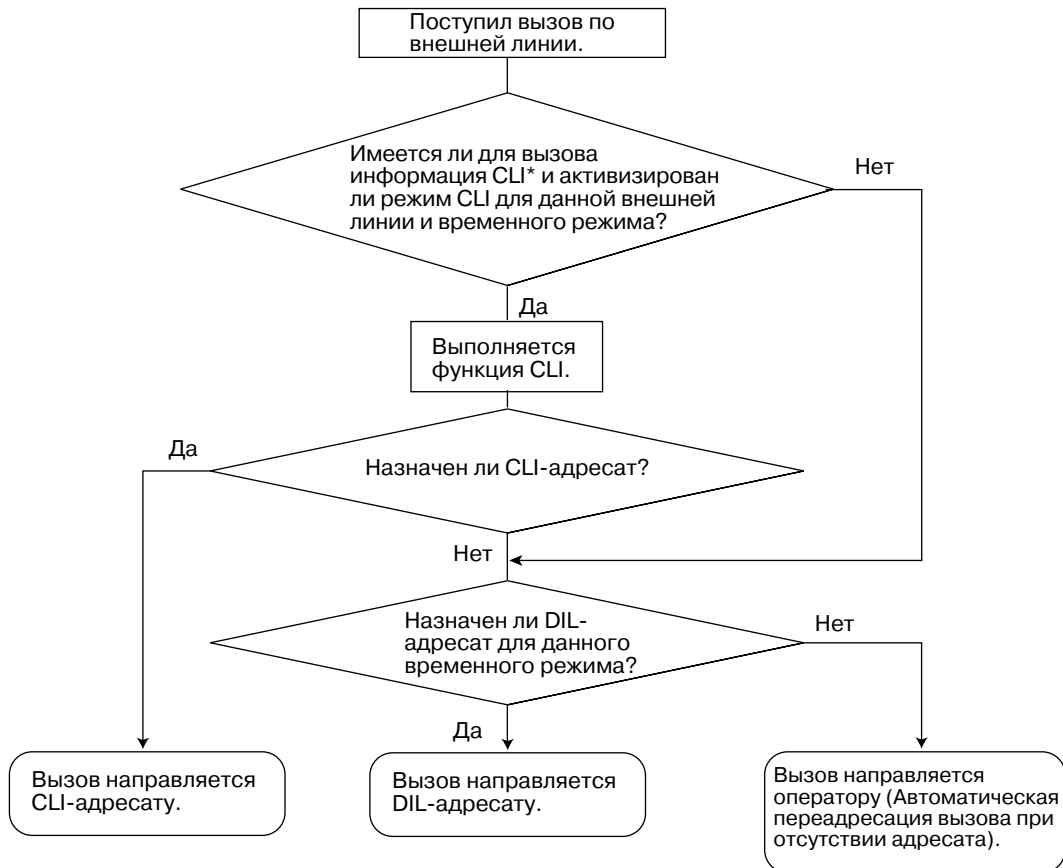 Поступил вызов по
внешней линии.
Имеется ли для вызова
информация CLI* и активизирован
ли режим CLI для данной внешней
линии и временного режима?
Нет
Да
Выполняется
функция CLI.
Да
Назначен ли CLI-адресат?
Нет
Назначен ли DIL-
адресат для данного
временного режима?
Нет
Да
Вызов направляется
CLI-адресату.
Вызов направляется
DIL-адресату.
Вызов направляется
оператору (Автоматическая
переадресация вызова при
отсутствии адресата).